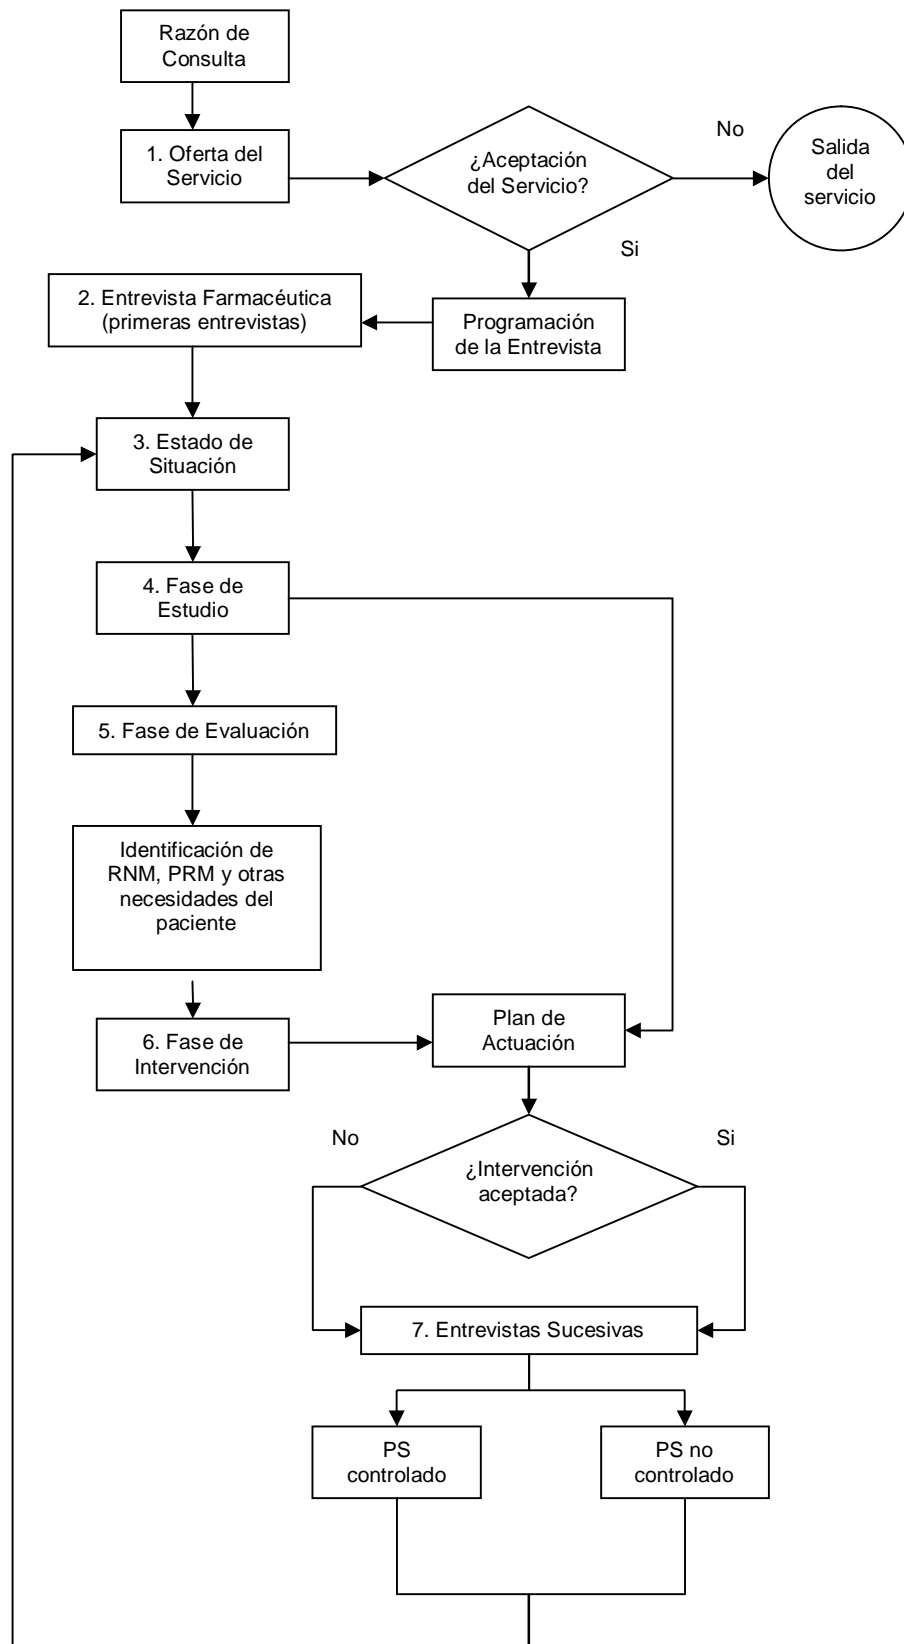 Razón de
Consulta
1. Oferta del
Servicio
¿Aceptación
del Servicio?
No
Salida
del
servicio
Si
2. Entrevista Farmacéutica
(primeras entrevistas)
Programación
de la Entrevista
3. Estado de
Situación
4. Fase de
Estudio
5. Fase de Evaluación
Identificación de
RNM, PRM y otras
necesidades del
paciente
6. Fase de
Intervención
Plan de
Actuación
No
Si
¿Intervención
aceptada?
7. Entrevistas Sucesivas
PS
controlado
PS no
controlado